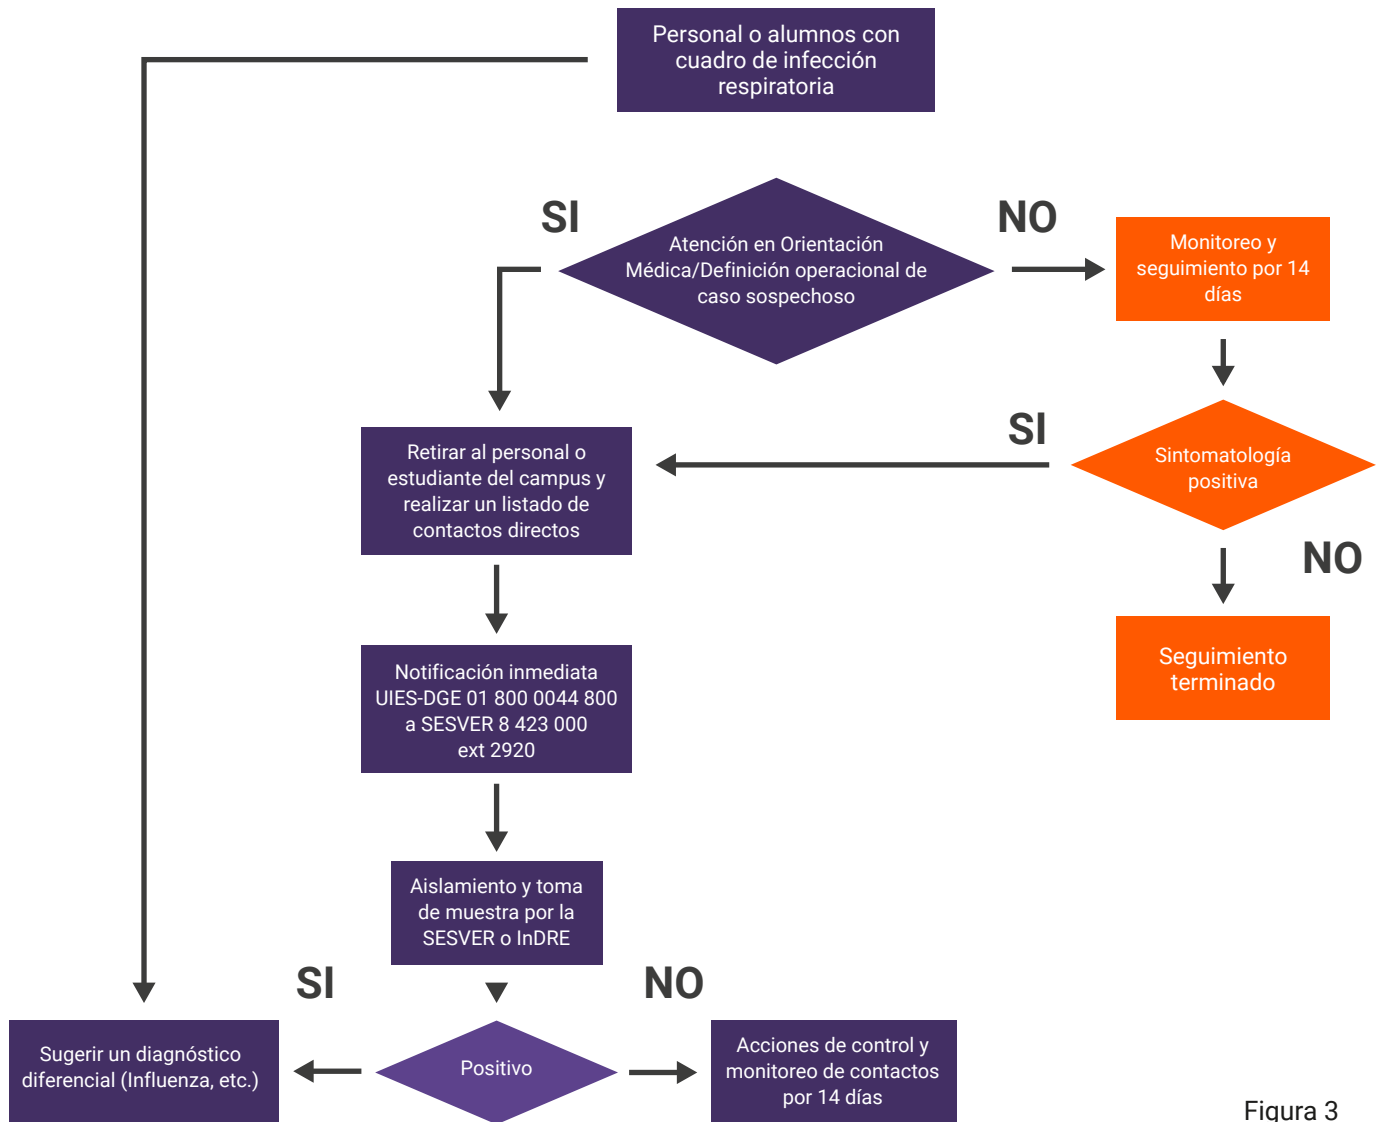 Personal o alumnos con
cuadro de infección
respiratoria
SI
NO
Atención en Orientación
Médica/Definición operacional de
caso sospechoso
Monitoreo y
seguimiento por 14
días
SI
Sintomatología
positiva
Retirar al personal o
estudiante del campus y
realizar un listado de
contactos directos
NO
Seguimiento
terminado
Notificación inmediata
UIES-DGE 01 800 0044 800
a SESVER 8 423 000
ext 2920
Aislamiento y toma
de muestra por la
SESVER o InDRE
SI
NO
Sugerir un diagnóstico
diferencial (Influenza, etc.)
Positivo
Acciones de control y
monitoreo de contactos
por 14 días
Figura 3